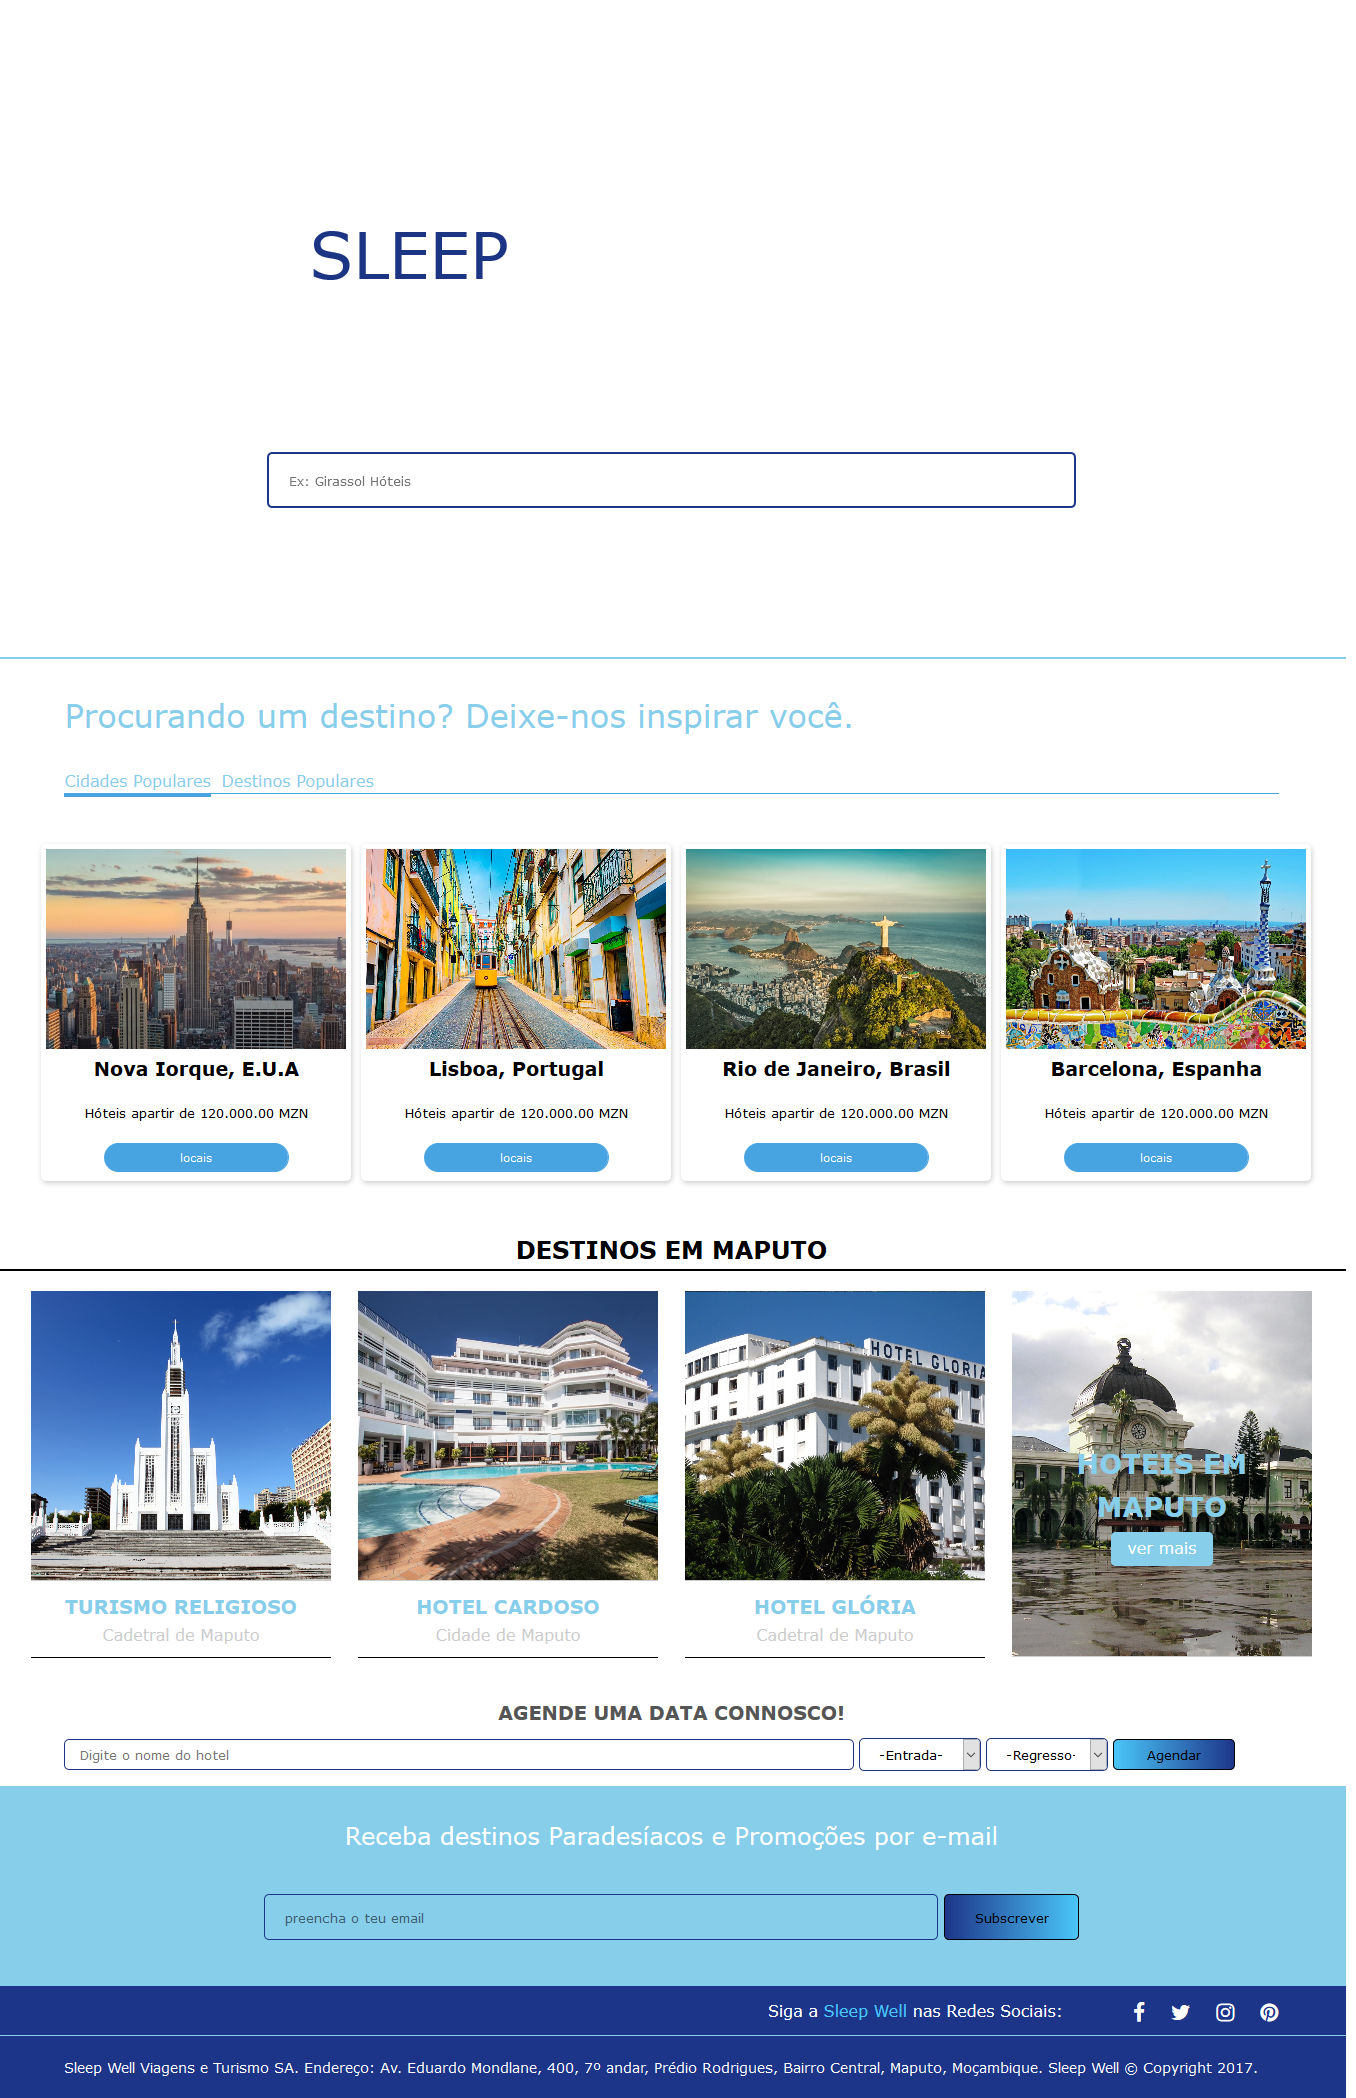 SLEEP
Ex: Girassol Hóteis
Procurando um destino? Deixe-nos inspirar você.
Cidades Populares Destinos Populares
Nova Iorque, E.U.A
Hóteis apartir de 120.000.00 MZN
locais
Lisboa, Portugal
Hóteis apartir de 120.000.00 MZN
locais
Rio de Janeiro, Brasil
Hóteis apartir de 120.000.00 MZN
locais
Barcelona, Espanha
Hóteis apartir de 120.000.00 MZN
locais
DESTINOS EM MAPUTO
TURISMO RELIGIOSO
Cadetral de Maputo
HOTEL CARDOSO
Cidade de Maputo
HOTEL GLORIA
HOTEL GLÓRIA
Cadetral de Maputo
HOTEIS EM
MAPUTO
ver mais
AGENDE UMA DATA CONNOSCO!
Digite o nome do hotel -Entrada- -Regresso- Agendar
Receba destinos Paradesíacos e Promoções por e-mail
preencha o teu email Subscrever
Siga a Sleep Well nas Redes Sociais:
Sleep Well Viagens e Turismo SA. Endereço: Av. Eduardo Mondlane, 400, 7º andar, Prédio Rodrigues, Bairro Central, Maputo, Moçambique. Sleep Well © Copyright 2017.